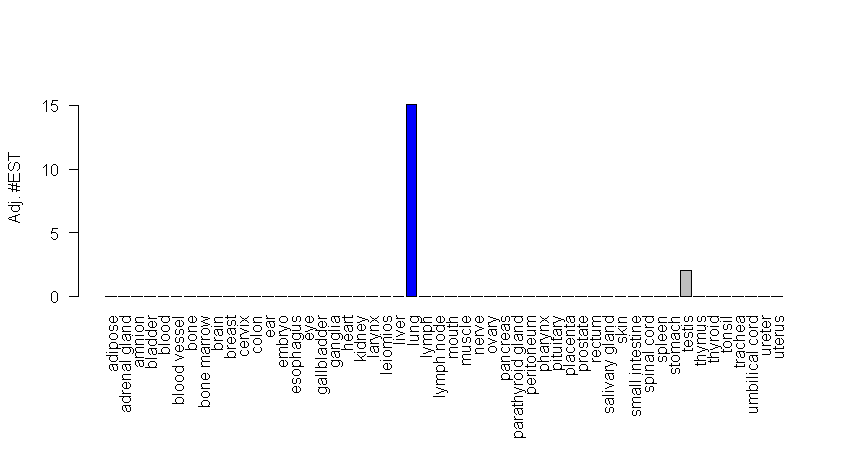 Adj. #EST
15
10
5
0
adipose
adrenal gland
amnion
bladder
blood
blood vessel
bone
bone marrow
brain
breast
cervix
colon
ear
embryo
esophagus
eye
gallbladder
ganglia
heart
kidney
larynx
leiomios
liver
lung
lymph
lymph node
mouth
muscle
nerve
ovary
pancreas
parathyroid gland
peritoneum
pharynx
pituitary
placenta
prostate
rectum
salivary gland
skin
small intestine
spinal cord
spleen
stomach
testis
thymus
thyroid
tonsil
trachea
umbilical cord
ureter
uterus